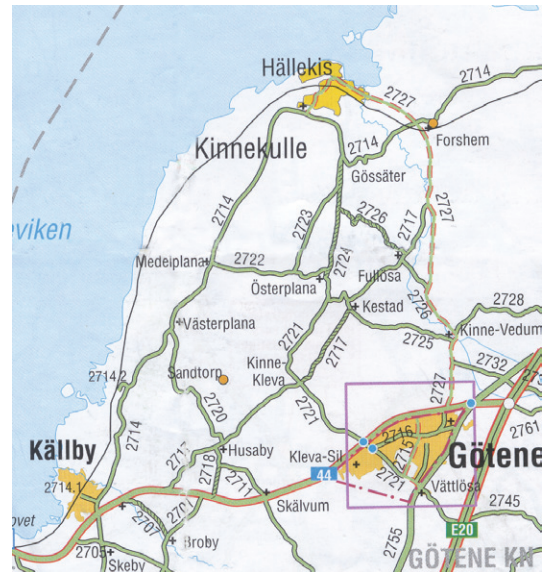 Hällekis
2727
2714
2714
Forshem
Kinnekulle
Gössäter
2714
2723
2726
2717
2727
eviken
2724
Medelplana
2722
Österplana
Fullösa
2726
2728
Kestad
Västerplana
2721
2725
Kinne-Vedum
2717
Kinne-
Kleva
2732
2714.2
Sandtorp
2720
2721
2727
2714
2716
2761
Källby
Husaby
Kleva-Sil
2715
Götene
2718
2711
44
2721
2714.1
Skälvum
Vättlösa
2745
ovet
2707
2755
E20
Broby
2705
Skeby
GÖTENE KN